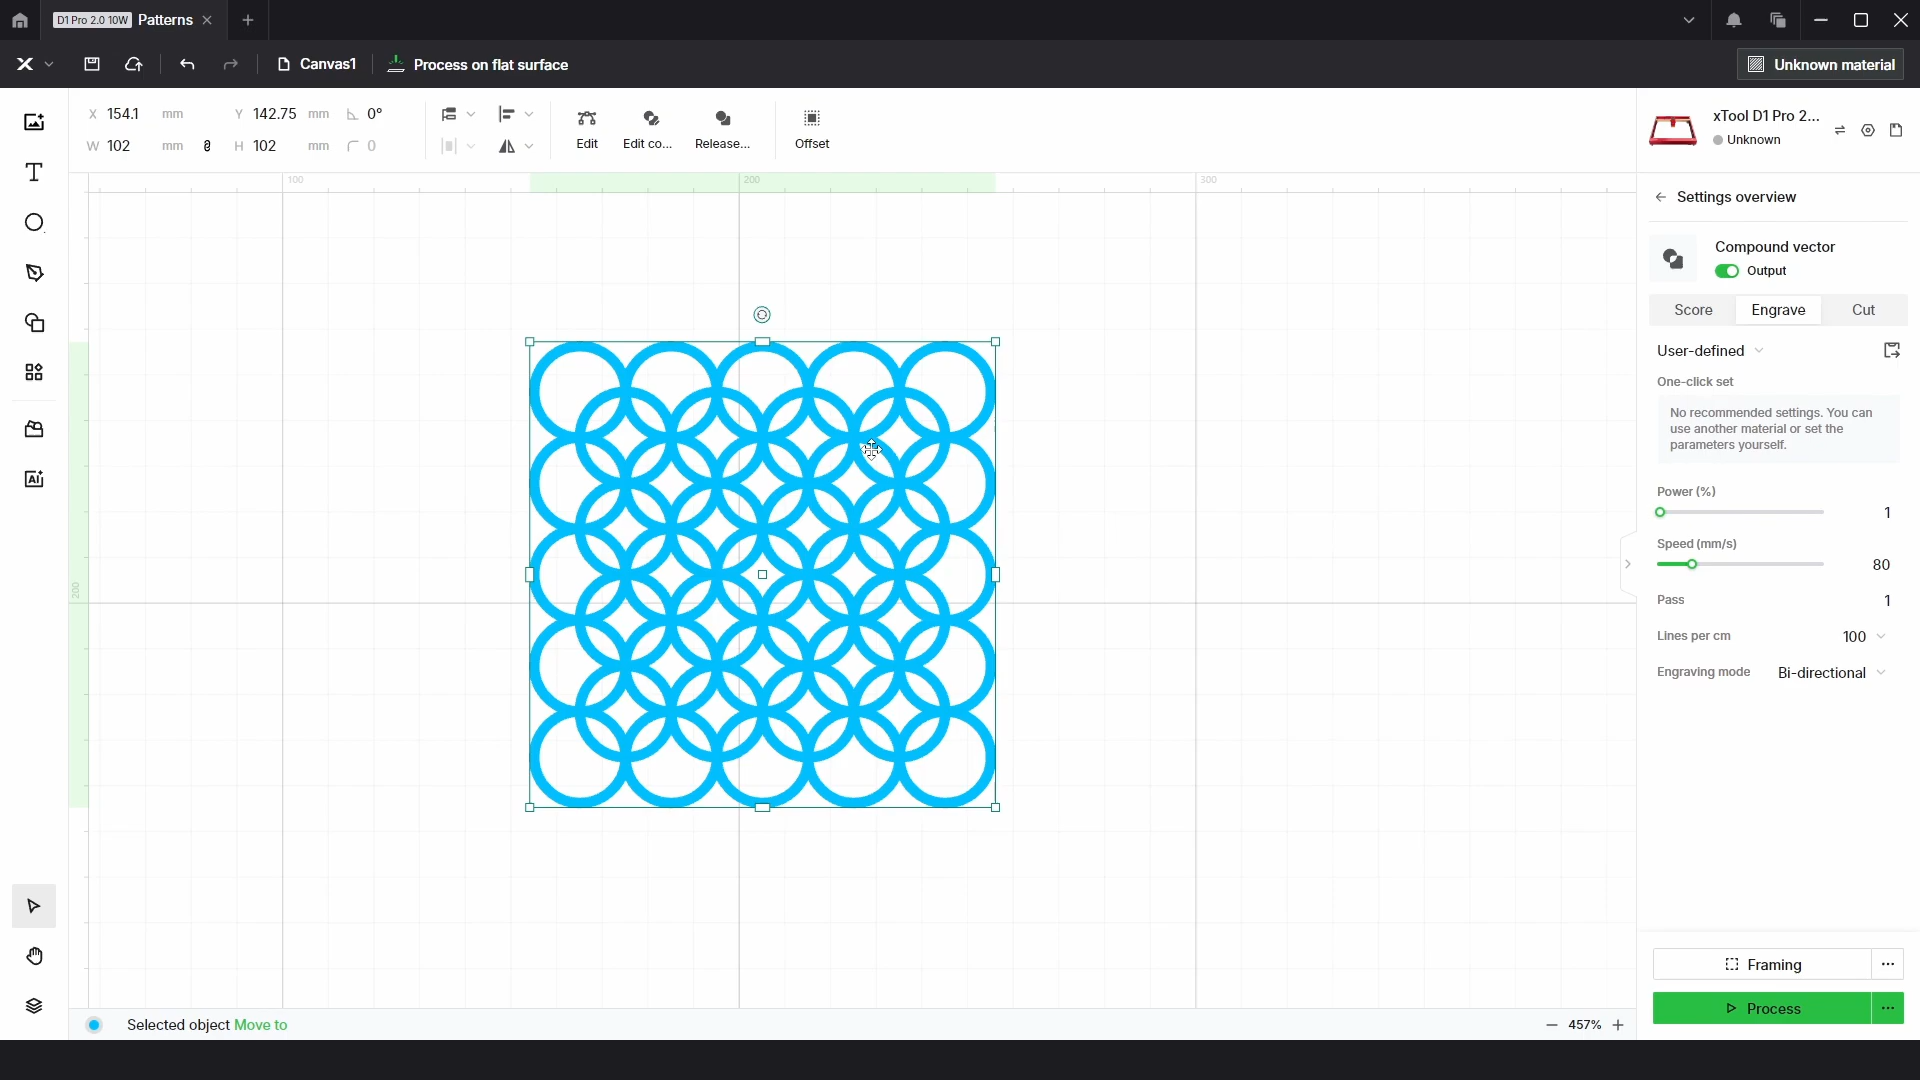 D1 Pro 2.0 10W Patterns
Canvas1 Process on flat surface Unknown material
X 154.1 mm Y 142.75 mm 0°
W 102 mm H 102 mm 0
Edit Edit co... Release... Offset
xTool D1 Pro 2...
Unknown
100 200 300
200
Settings overview
Compound vector
Output
Score Engrave Cut
User-defined
One-click set
No recommended settings. You can
use another material or set the
parameters yourself.
Power (%)
1
Speed (mm/s)
80
Pass 1
Lines per cm 100
Engraving mode Bi-directional
AI
Framing
Process
Selected object Move to
457%